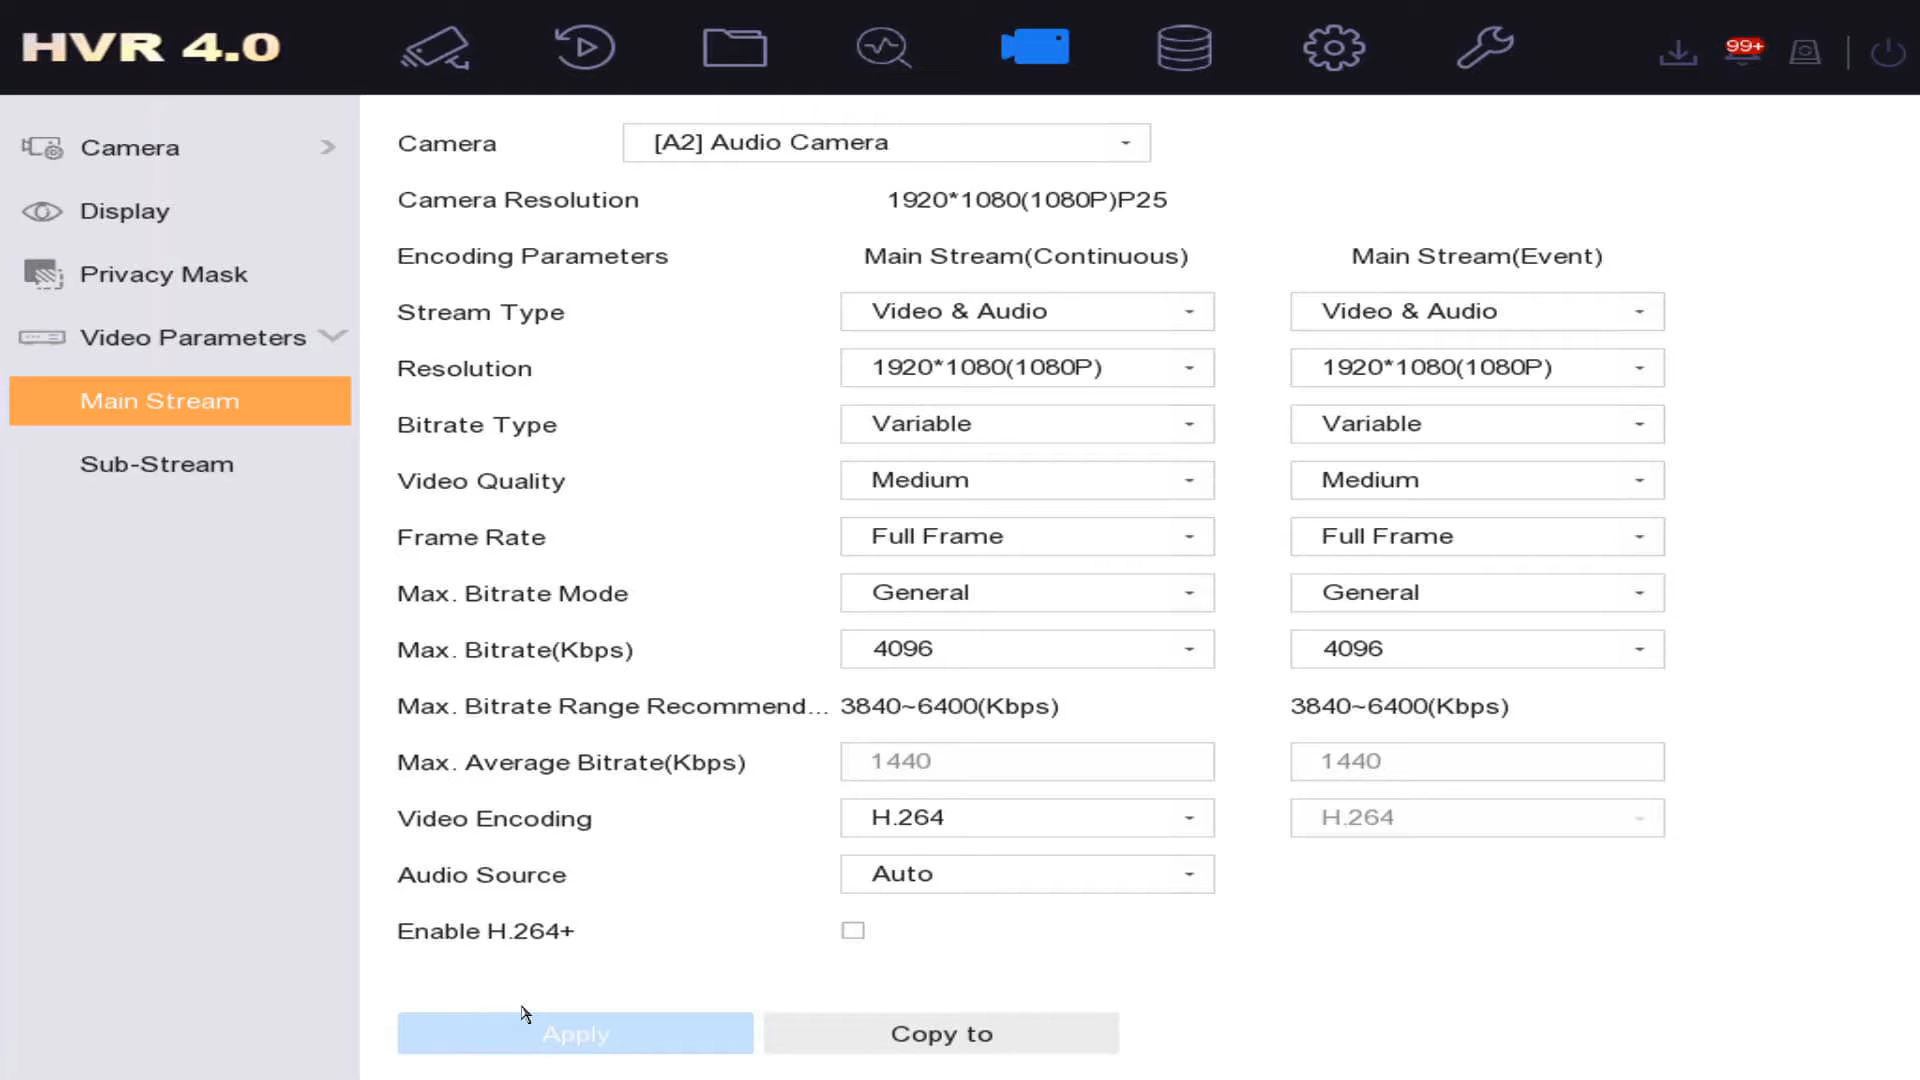 HVR 4.0
99+
Camera
Display
Privacy Mask
Video Parameters
Main Stream
Sub-Stream
Camera [A2] Audio Camera
Camera Resolution 1920*1080(1080P)P25
Encoding Parameters Main Stream(Continuous) Main Stream(Event)
Stream Type Video & Audio Video & Audio
Resolution 1920*1080(1080P) 1920*1080(1080P)
Bitrate Type Variable Variable
Video Quality Medium Medium
Frame Rate Full Frame Full Frame
Max. Bitrate Mode General General
Max. Bitrate(Kbps) 4096 4096
Max. Bitrate Range Recommend... 3840~6400(Kbps) 3840~6400(Kbps)
Max. Average Bitrate(Kbps) 1440 1440
Video Encoding H.264 H.264
Audio Source Auto
Enable H.264+
Apply Copy to